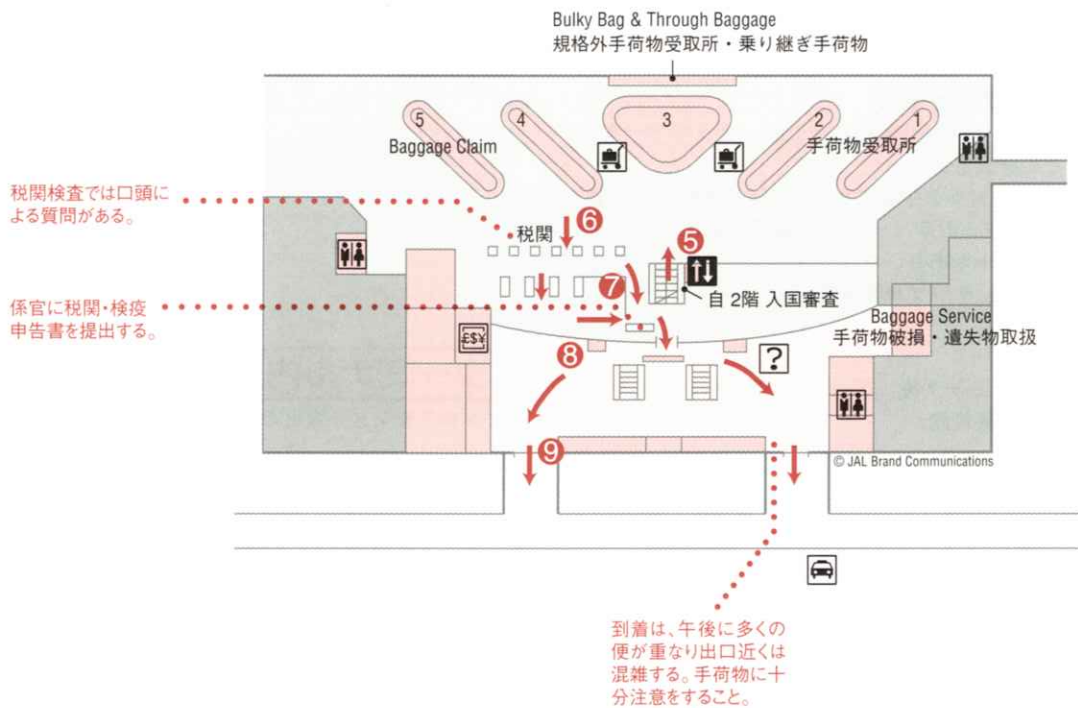 Bulky Bag & Through Baggage
規格外手荷物受取所・乗り継ぎ手荷物
5
4
3
2
1
Baggage Claim
手荷物受取所
税関検査では口頭に
よる質問がある。
税関
6
5
7
自 2階 入国審査
係官に税関・検疫
申告書を提出する。
Baggage Service
手荷物破損・遺失物取扱
£$¥
8
?
9
© JAL Brand Communications
到着は、午後に多くの
便が重なり出口近くは
混雑する。手荷物に十
分注意をすること。